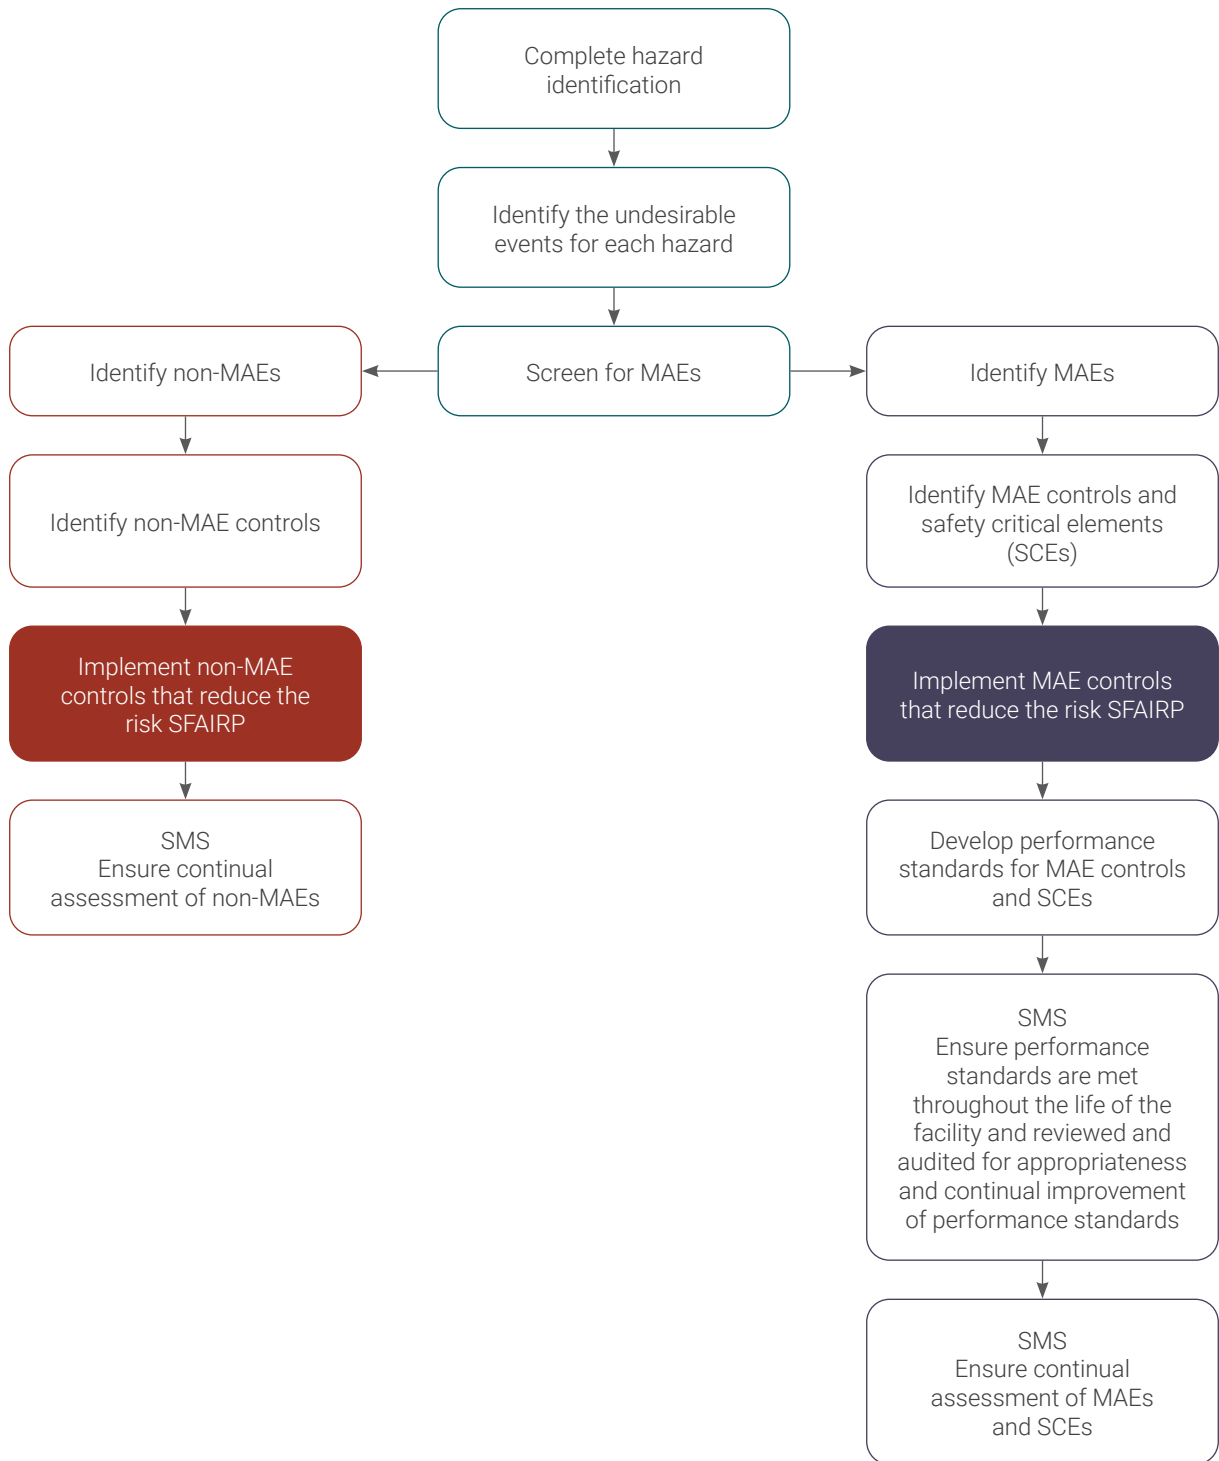 Complete hazard
identification
Identify the undesirable
events for each hazard
Identify non-MAEs
Screen for MAEs
Identify MAEs
Identify non-MAE controls
Identify MAE controls and
safety critical elements
(SCEs)
Implement non-MAE
controls that reduce the
risk SFAIRP
Implement MAE controls
that reduce the risk SFAIRP
SMS
Ensure continual
assessment of non-MAEs
Develop performance
standards for MAE controls
and SCEs
SMS
Ensure performance
standards are met
throughout the life of the
facility and reviewed and
audited for appropriateness
and continual improvement
of performance standards
SMS
Ensure continual
assessment of MAEs
and SCEs